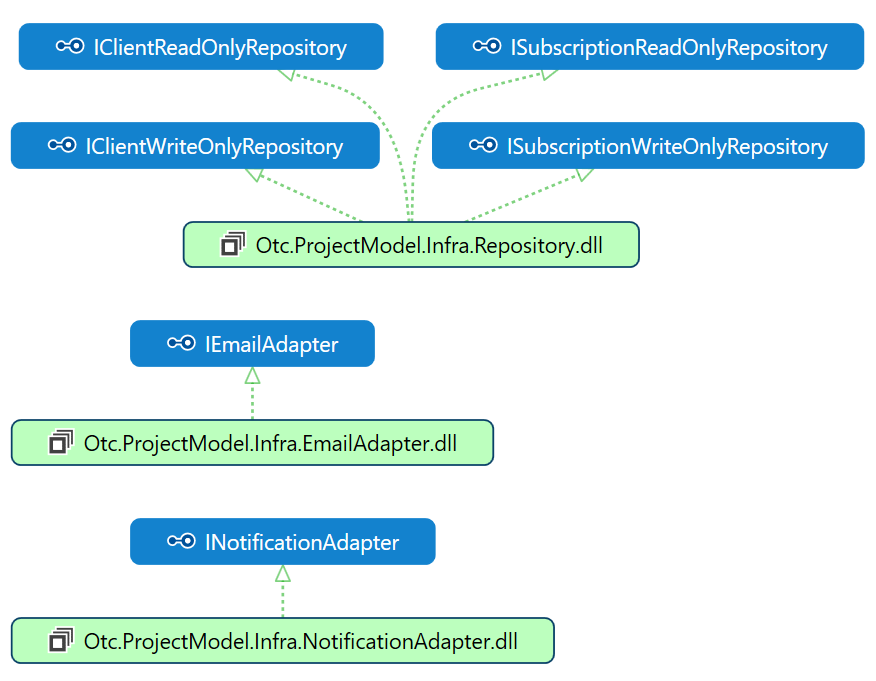 IClientReadOnlyRepository
ISubscriptionReadOnlyRepository
IClientWriteOnlyRepository
ISubscriptionWriteOnlyRepository
Otc.ProjectModel.Infra.Repository.dll
IEmailAdapter
Otc.ProjectModel.Infra.EmailAdapter.dll
INotificationAdapter
Otc.ProjectModel.Infra.NotificationAdapter.dll